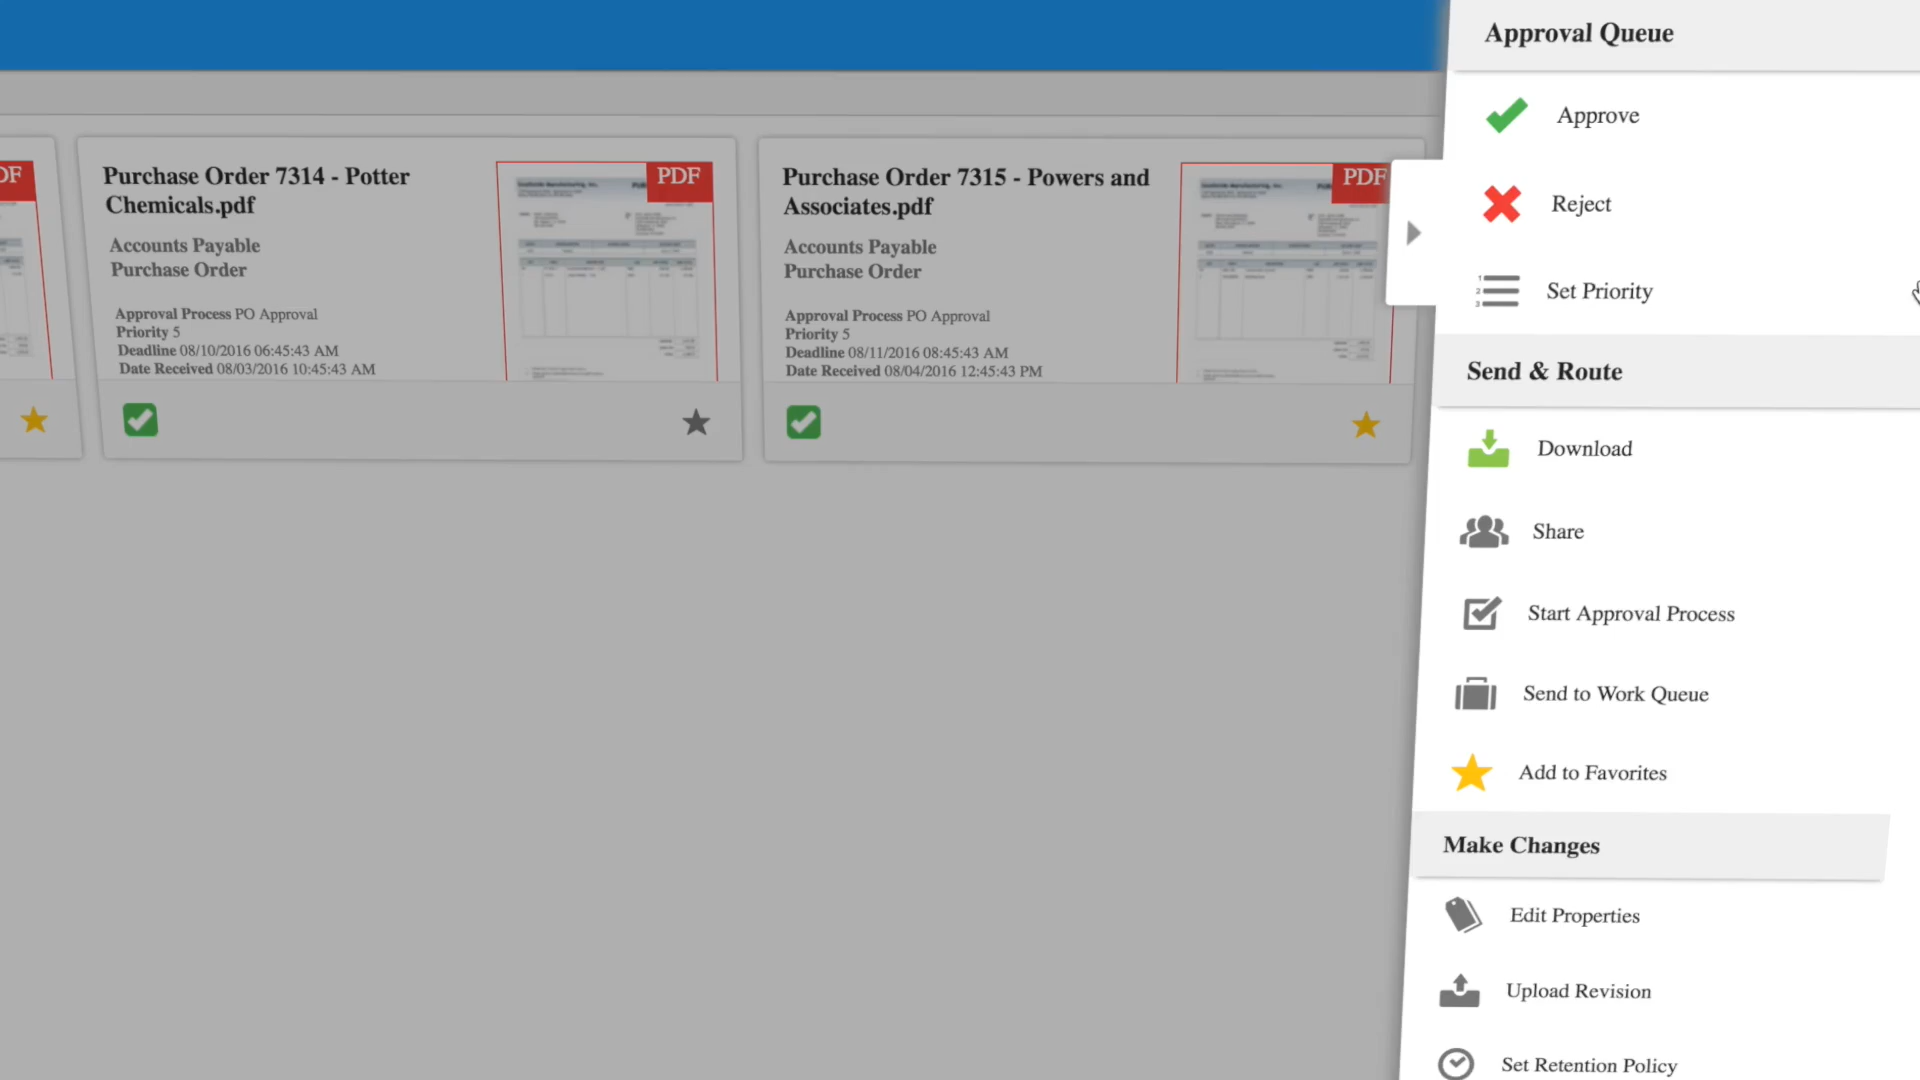 DF
Purchase Order 7314 - Potter
Chemicals.pdf
Accounts Payable
Purchase Order
Approval Process PO Approval
Priority 5
Deadline 08/10/2016 06:45:43 AM
Date Received 08/03/2016 10:45:43 AM
PDF
Purchase Order 7315 - Powers and
Associates.pdf
Accounts Payable
Purchase Order
Approval Process PO Approval
Priority 5
Deadline 08/11/2016 08:45:43 AM
Date Received 08/04/2016 12:45:43 PM
PDF
Approval Queue
Approve
Reject
1
2
3
Set Priority
Send & Route
Download
Share
Start Approval Process
Send to Work Queue
Add to Favorites
Make Changes
Edit Properties
Upload Revision
Set Retention Policy